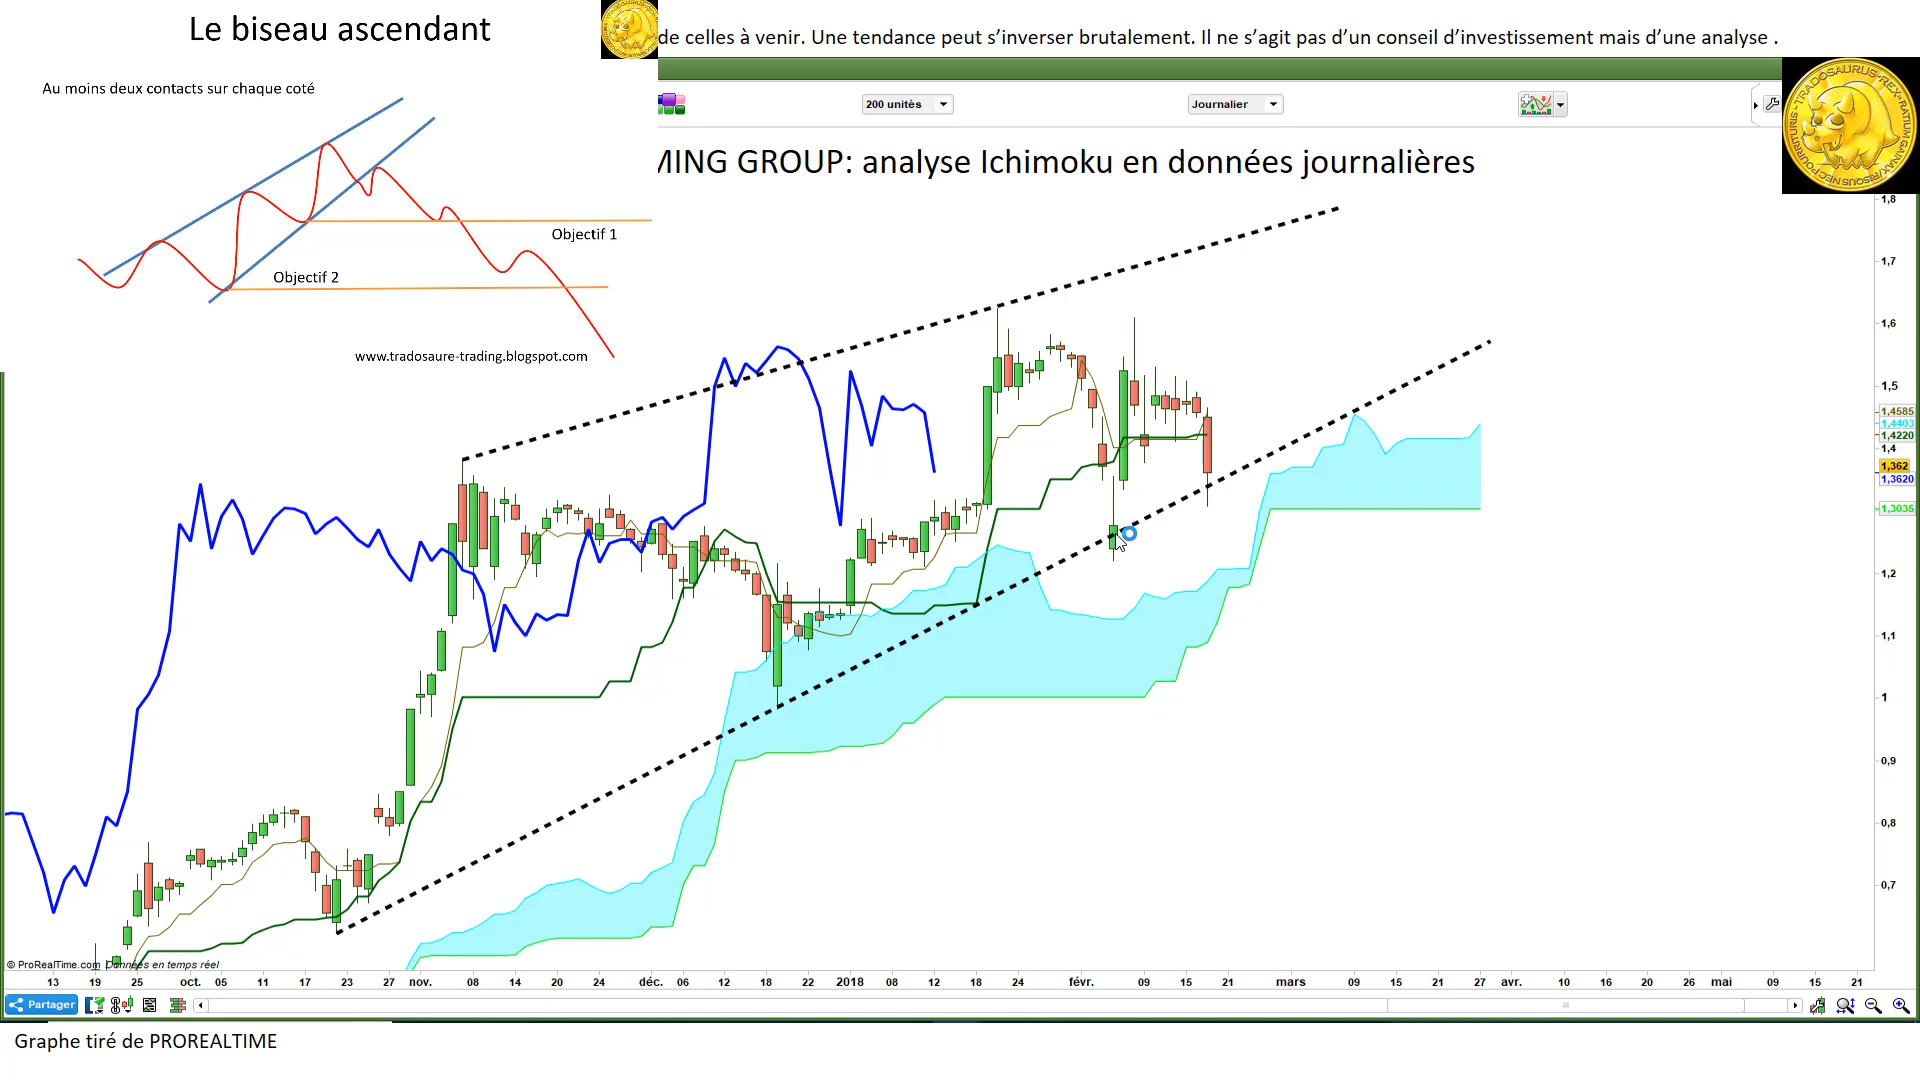 Le biseau ascendant
de celles à venir. Une tendance peut s’inverser brutalement. Il ne s’agit pas d’un conseil d’investissement mais d’une analyse .
Au moins deux contacts sur chaque coté
200 unités
Journalier
MING GROUP: analyse Ichimoku en données journalières
Objectif 1
Objectif 2
www.tradosaure-trading.blogspot.com
1,8
1,7
1,6
1,5
1,4585
1,4403
1,4220
1,4
1,362
1,3620
1,3035
1,2
1,1
1
0,9
0,8
0,7
© ProRealTime.com Données en temps réel
13 19 25 oct. 05 11 17 23 27 nov. 08 14 20 24 déc. 06 12 18 22 2018 08 12 18 24 févr. 09 15 21 mars 09 15 21 27 avr. 10 16 20 26 mai 09 15 21
Partager
Graphe tiré de PROREALTIME